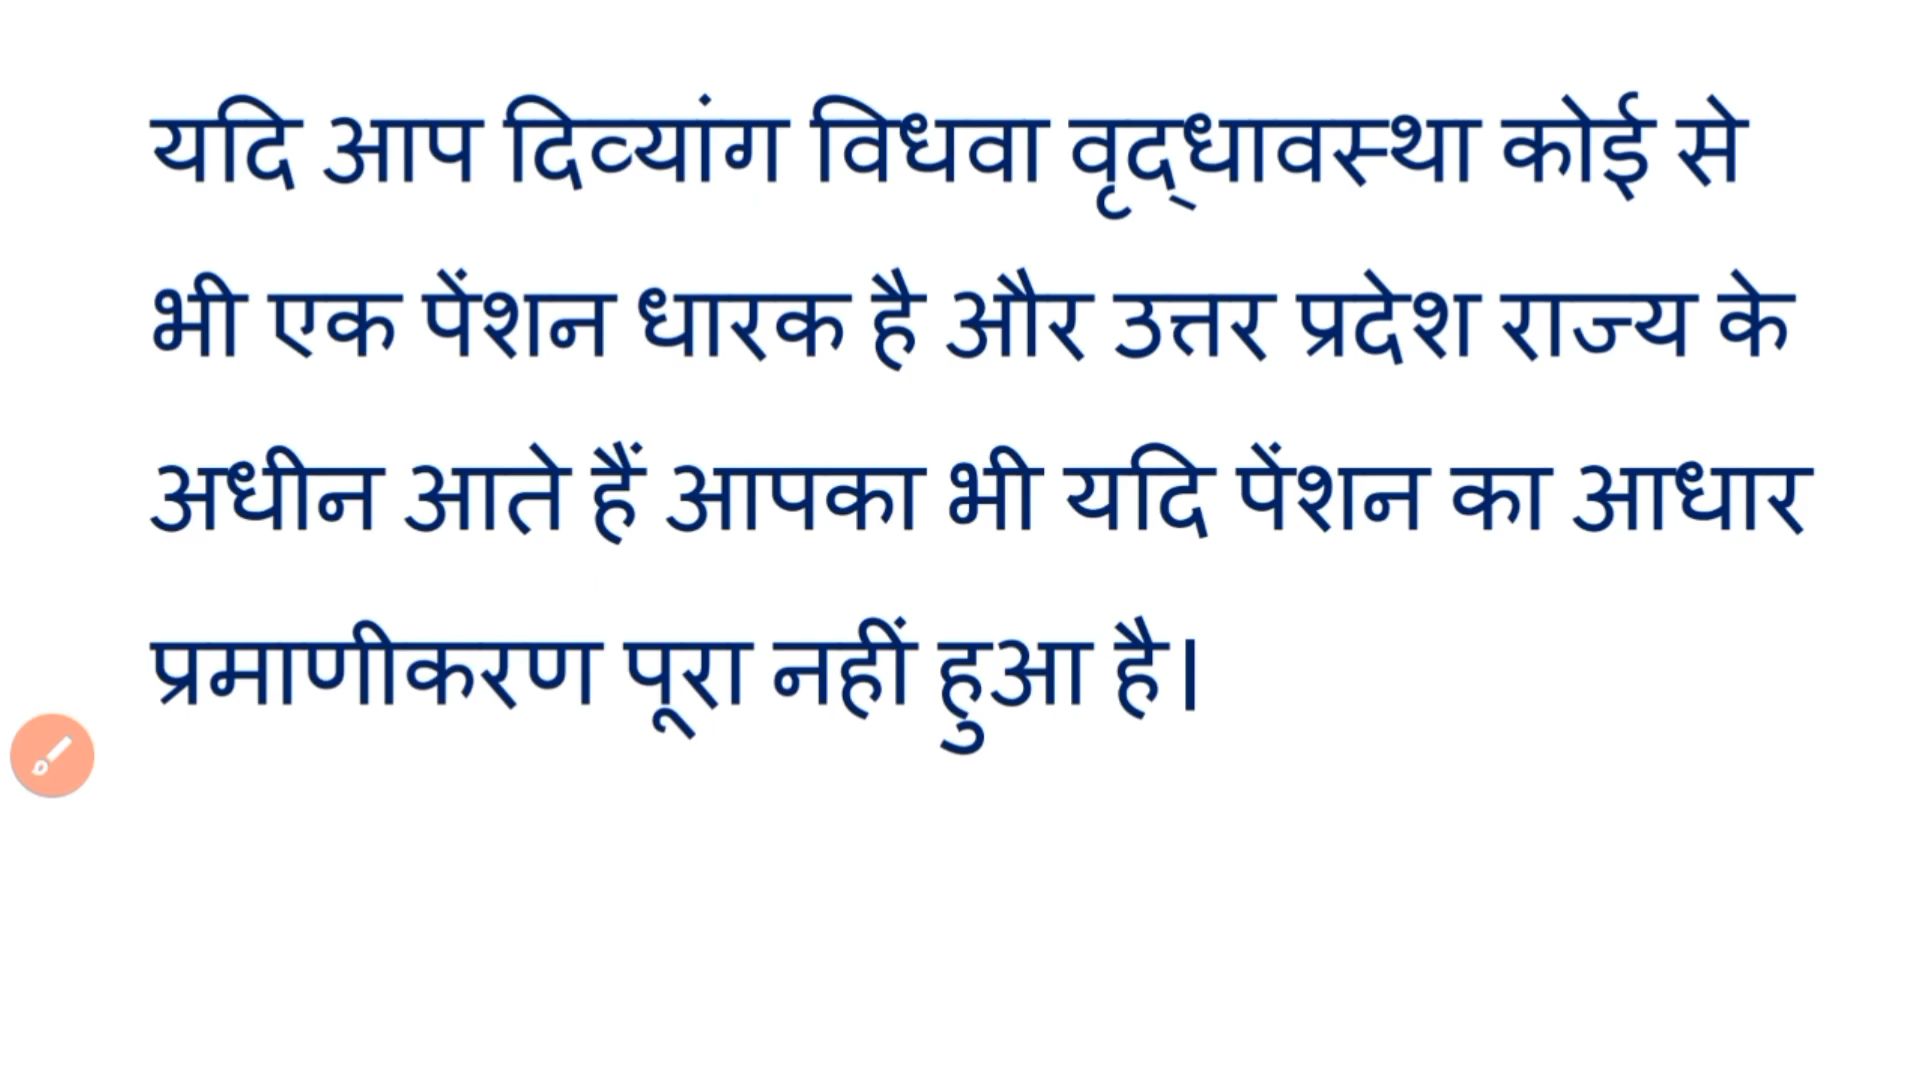 यदि आप दिव्यांग विधवा वृद्धावस्था कोई से
भी एक पेंशन धारक है और उत्तर प्रदेश राज्य के
अधीन आते हैं आपका भी यदि पेंशन का आधार
प्रमाणीकरण पूरा नहीं हुआ है।